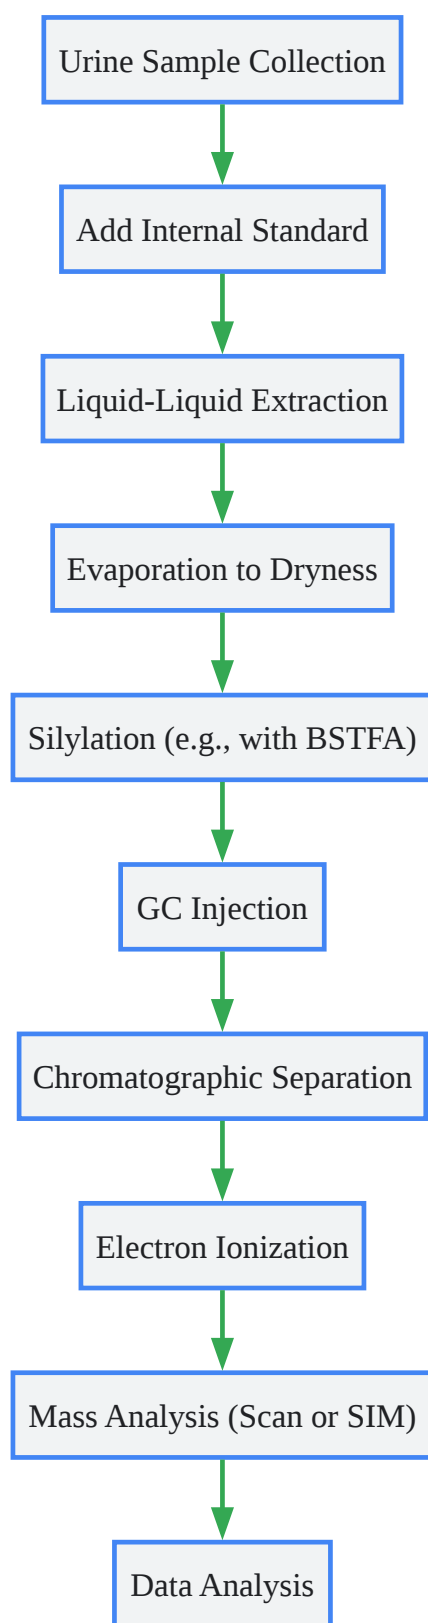 Urine Sample Collection
Add Internal Standard
Liquid-Liquid Extraction
Evaporation to Dryness
Silylation (e.g., with BSTFA)
GC Injection
Chromatographic Separation
Electron Ionization
Mass Analysis (Scan or SIM)
Data Analysis